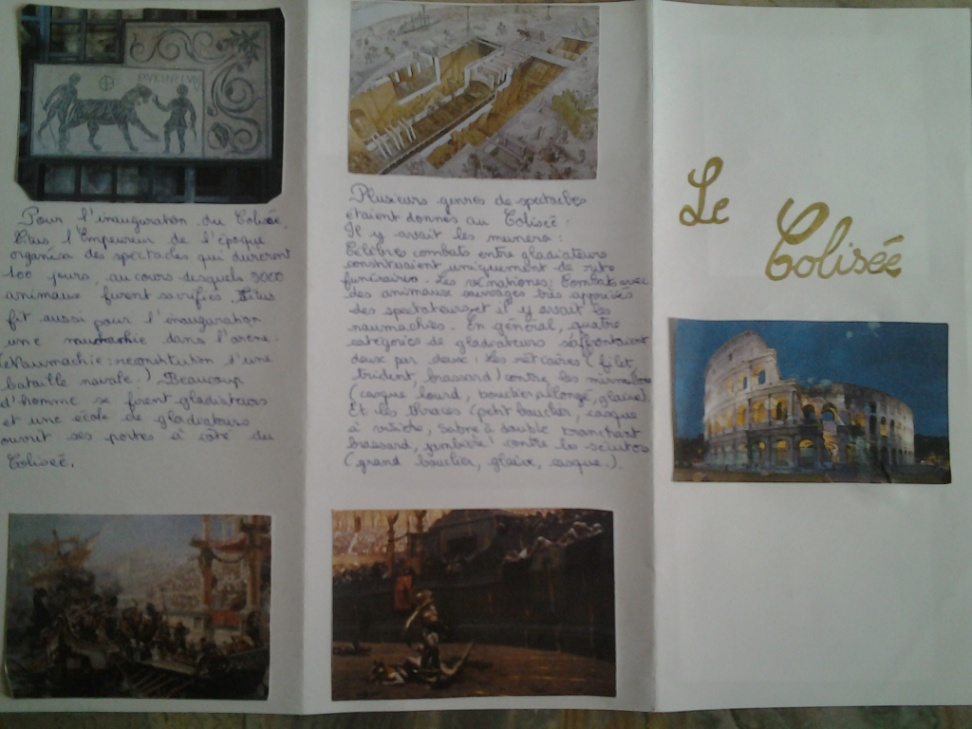 Pour l'inauguration du Colisée,
Titus l'Empereur de l'époque
organisa des spectacles qui durèrent
100 jours, au cours desquels 5000
animaux furent sacrifiés. Titus
fit aussi pour l'inauguration
une naumachie dans l'arène.
(Naumachie : reconstitution d'une
bataille navale.) Beaucoup
d'homme se firent gladiateurs
et une école de gladiateurs
ouvrit ses portes à côté du
Colisée.
Plusieurs genres de spectacles
étaient donnés au Colisée :
Il y avait les muners :
Célèbres combats entre gladiateurs
constituaient uniquement de rite
funéraires. Les vénationes : Combats avec
des animaux sauvages très appréciés
des spectateurs et il y avait les
naumachies. En général, quatre
catégories de gladiateurs s'affrontaient
deux par deux : Les rétiaires (filet
trident, brassard) contre les mirmillons
(casque lourd, bouclier allongé, glaive).
Et les thraces (petit bouclier, casque
à visière, sabre à double tranchant
brassard, jambière) contre les
(grand bouclier, glaive, casque.).
Le
Colisée